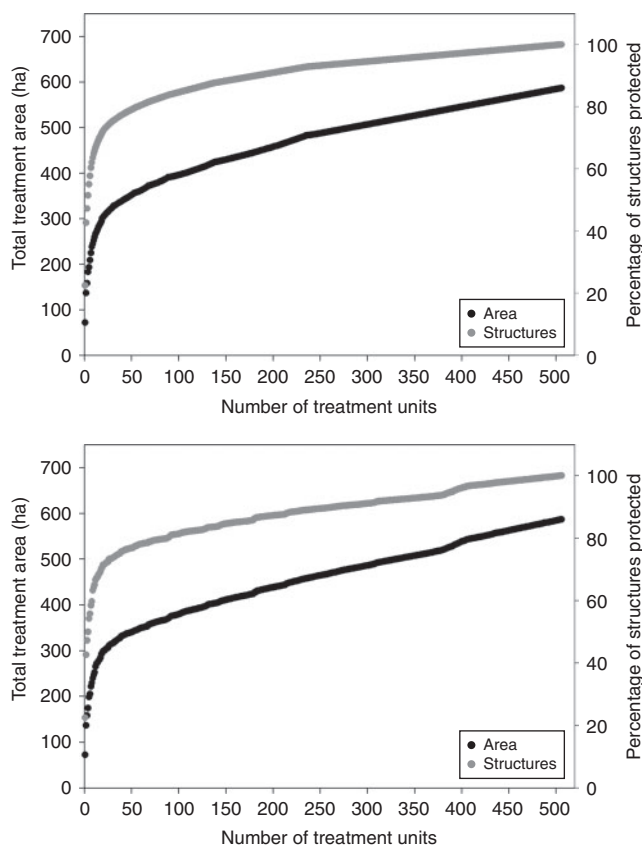 Total treatment area (ha)
700
600
500
400
300
200
100
0
Percentage of structures protected
100
80
60
40
20
0
Area
Structures
0 50 100 150 200 250 300 350 400 450 500
Number of treatment units
Total treatment area (ha)
700
600
500
400
300
200
100
0
Percentage of structures protected
100
80
60
40
20
0
Area
Structures
0 50 100 150 200 250 300 350 400 450 500
Number of treatment units